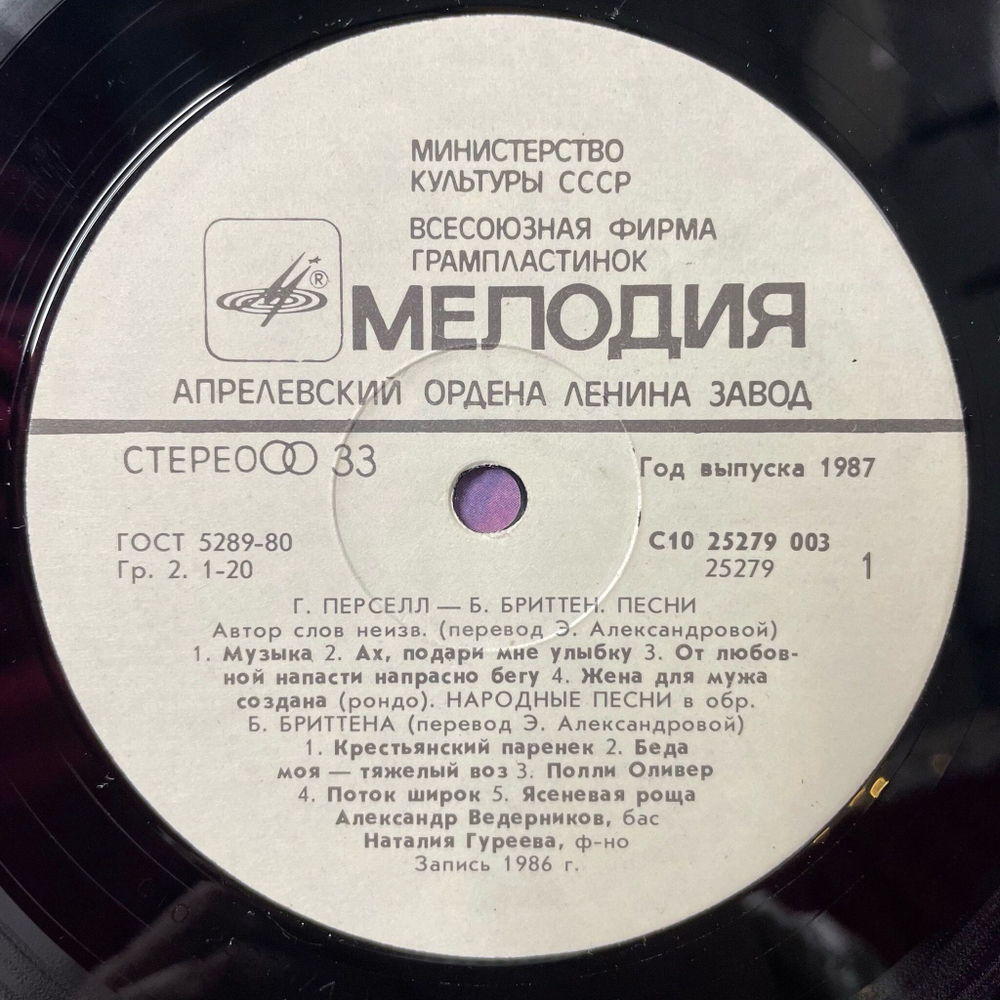 МИНИСТЕРСТВО
КУЛЬТУРЫ СССР
ВСЕСОЮЗНАЯ ФИРМА
ГРАМПЛАСТИНОК
®
МЕЛОДИЯ
АПРЕЛЕВСКИЙ ОРДЕНА ЛЕНИНА ЗАВОД
СТЕРЕО 33
Год выпуска 1987
ГОСТ 5289-80
Гр. 2. 1-20
С10 25279 003
25279
1
Г. ПЕРСЕЛЛ — Б. БРИТТЕН. ПЕСНИ
Автор слов неизв. (перевод Э. Александровой)
1. Музыка 2. Ах, подари мне улыбку 3. От любов-
ной напасти напрасно бегу 4. Жена для мужа
создана (рондо). НАРОДНЫЕ ПЕСНИ в обр.
Б. БРИТТЕНА (перевод Э. Александровой)
1. Крестьянский паренек 2. Беда
моя — тяжелый воз 3. Полли Оливер
4. Поток широк 5. Ясеневая роща
Александр Ведерников, бас
Наталия Гуреева, ф-но
Запись 1986 г.